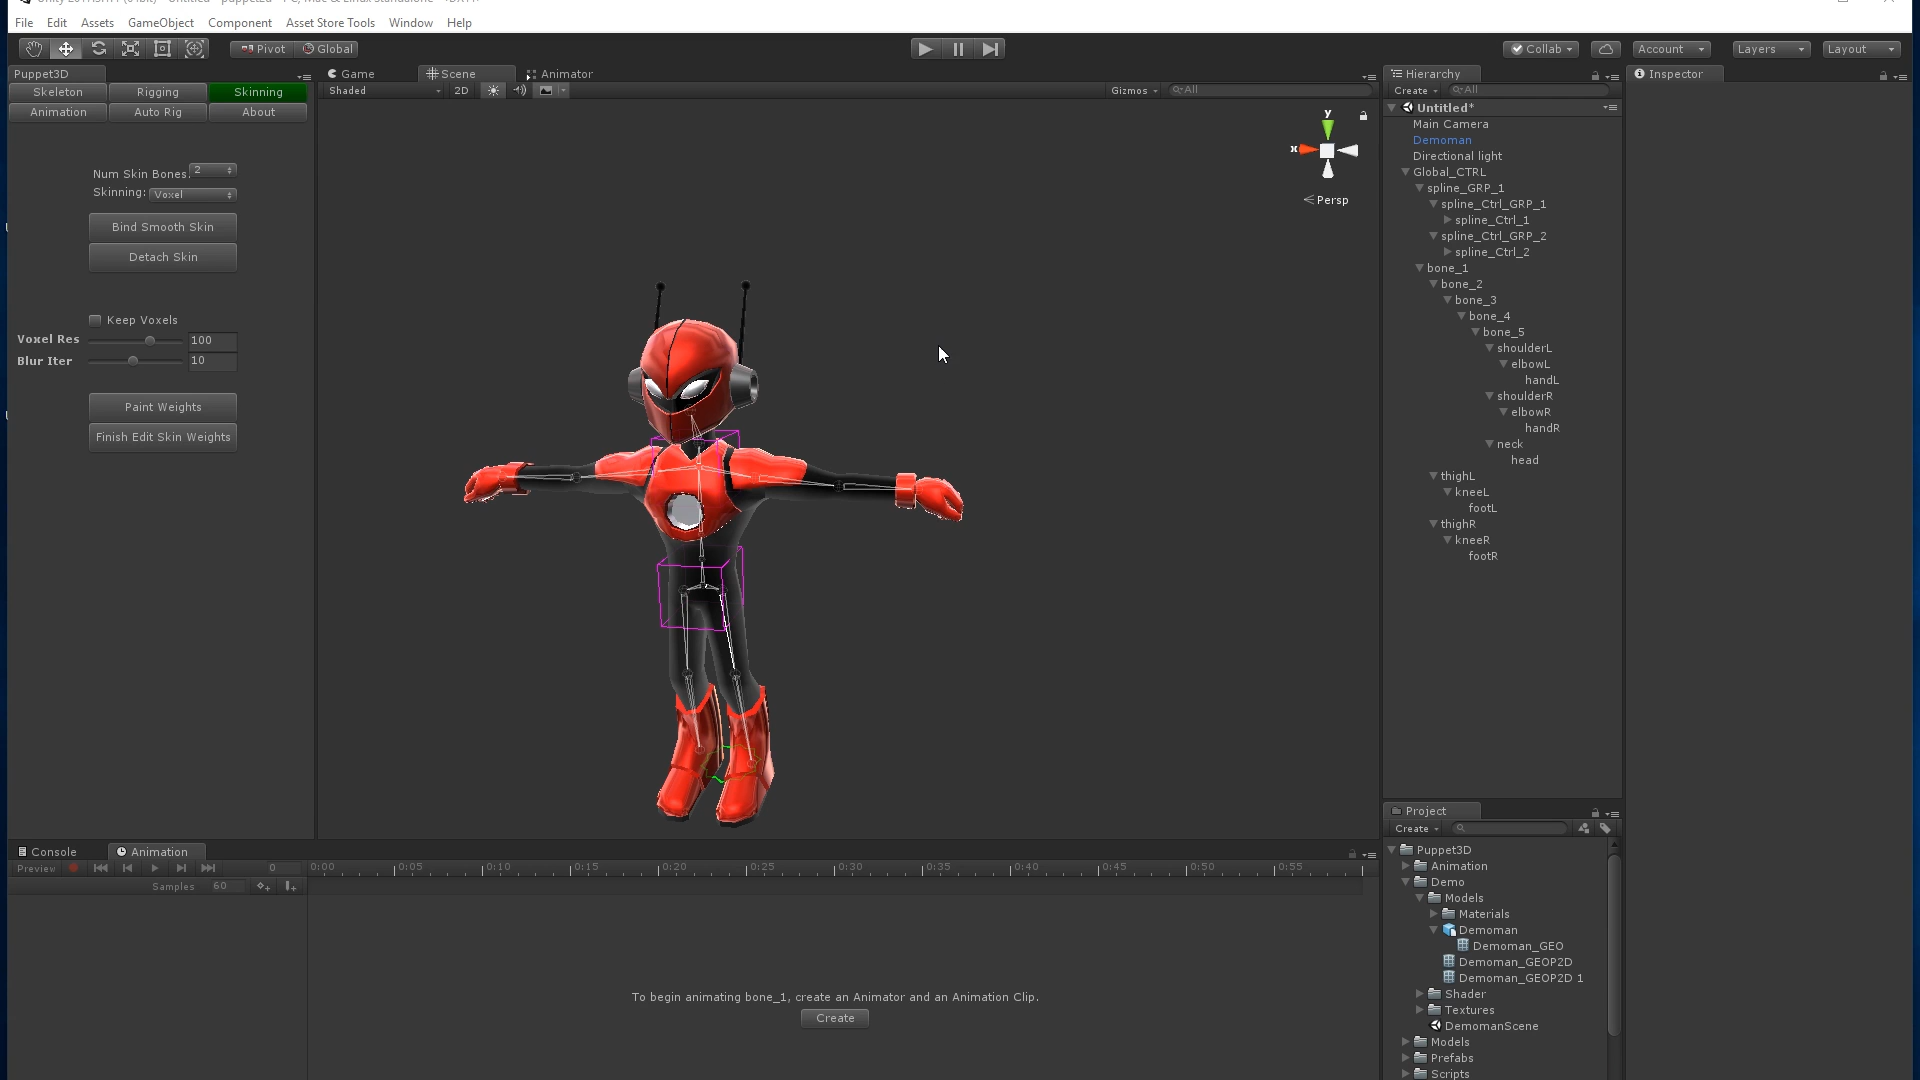 File Edit Assets GameObject Component Asset Store Tools Window Help
Pivot Global
Collab Account Layers Layout
Puppet3D
Skeleton Rigging Skinning
Animation Auto Rig About
Num Skin Bones: 2
Skinning: Voxel
Bind Smooth Skin
Detach Skin
Keep Voxels
Voxel Res 100
Blur Iter 10
Paint Weights
Finish Edit Skin Weights
Game Scene Animator
Shaded 2D Gizmos All
y
x
Persp
Hierarchy
Create All
Untitled*
Main Camera
Demoman
Directional light
Global_CTRL
spline_GRP_1
spline_Ctrl_GRP_1
spline_Ctrl_1
spline_Ctrl_GRP_2
spline_Ctrl_2
bone_1
bone_2
bone_3
bone_4
bone_5
shoulderL
elbowL
handL
shoulderR
elbowR
handR
neck
head
thighL
kneeL
footL
thighR
kneeR
footR
Inspector
Console Animation
Preview 0 0:00 0:05 0:10 0:15 0:20 0:25 0:30 0:35 0:40 0:45 0:50 0:55
Samples 60
To begin animating bone_1, create an Animator and an Animation Clip.
Create
Project
Create
Puppet3D
Animation
Demo
Models
Materials
Demoman
Demoman_GEO
Demoman_GEOP2D
Demoman_GEOP2D 1
Shader
Textures
DemomanScene
Models
Prefabs
Scripts